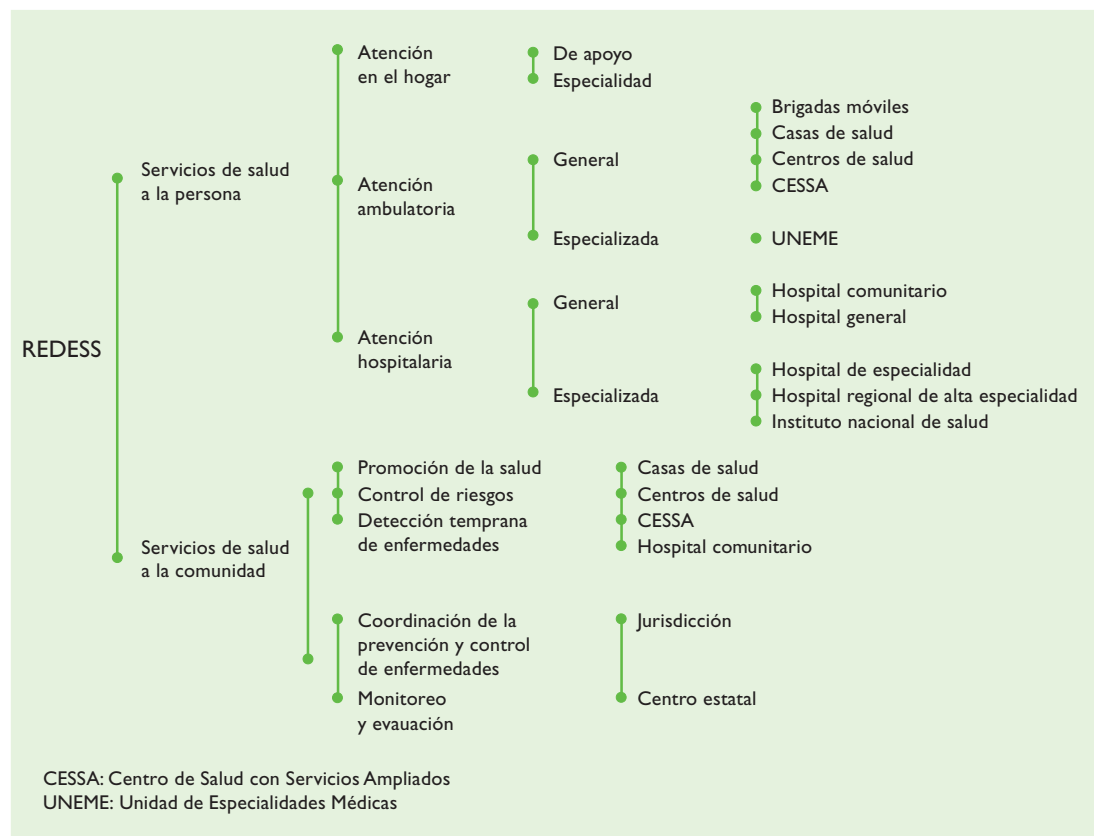 REDESS
Servicios de salud
a la persona
Atención
en el hogar
De apoyo
Especialidad
Atención
ambulatoria
General
Brigadas móviles
Casas de salud
Centros de salud
CESSA
Especializada
UNEME
Atención
hospitalaria
General
Hospital comunitario
Hospital general
Especializada
Hospital de especialidad
Hospital regional de alta especialidad
Instituto nacional de salud
Servicios de salud
a la comunidad
Promoción de la salud
Control de riesgos
Detección temprana
de enfermedades
Casas de salud
Centros de salud
CESSA
Hospital comunitario
Coordinación de la
prevención y control
de enfermedades
Monitoreo
y evauación
Jurisdicción
Centro estatal
CESSA: Centro de Salud con Servicios Ampliados
UNEME: Unidad de Especialidades Médicas